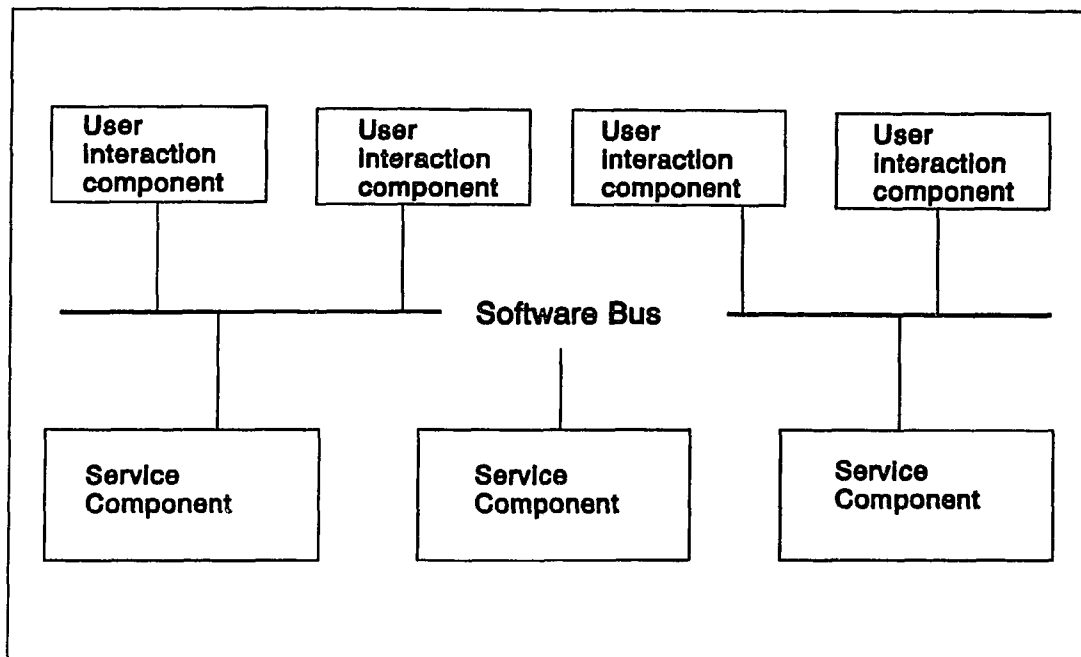 User
interaction
component
User
interaction
component
User
interaction
component
User
interaction
component
Software Bus
Service
Component
Service
Component
Service
Component